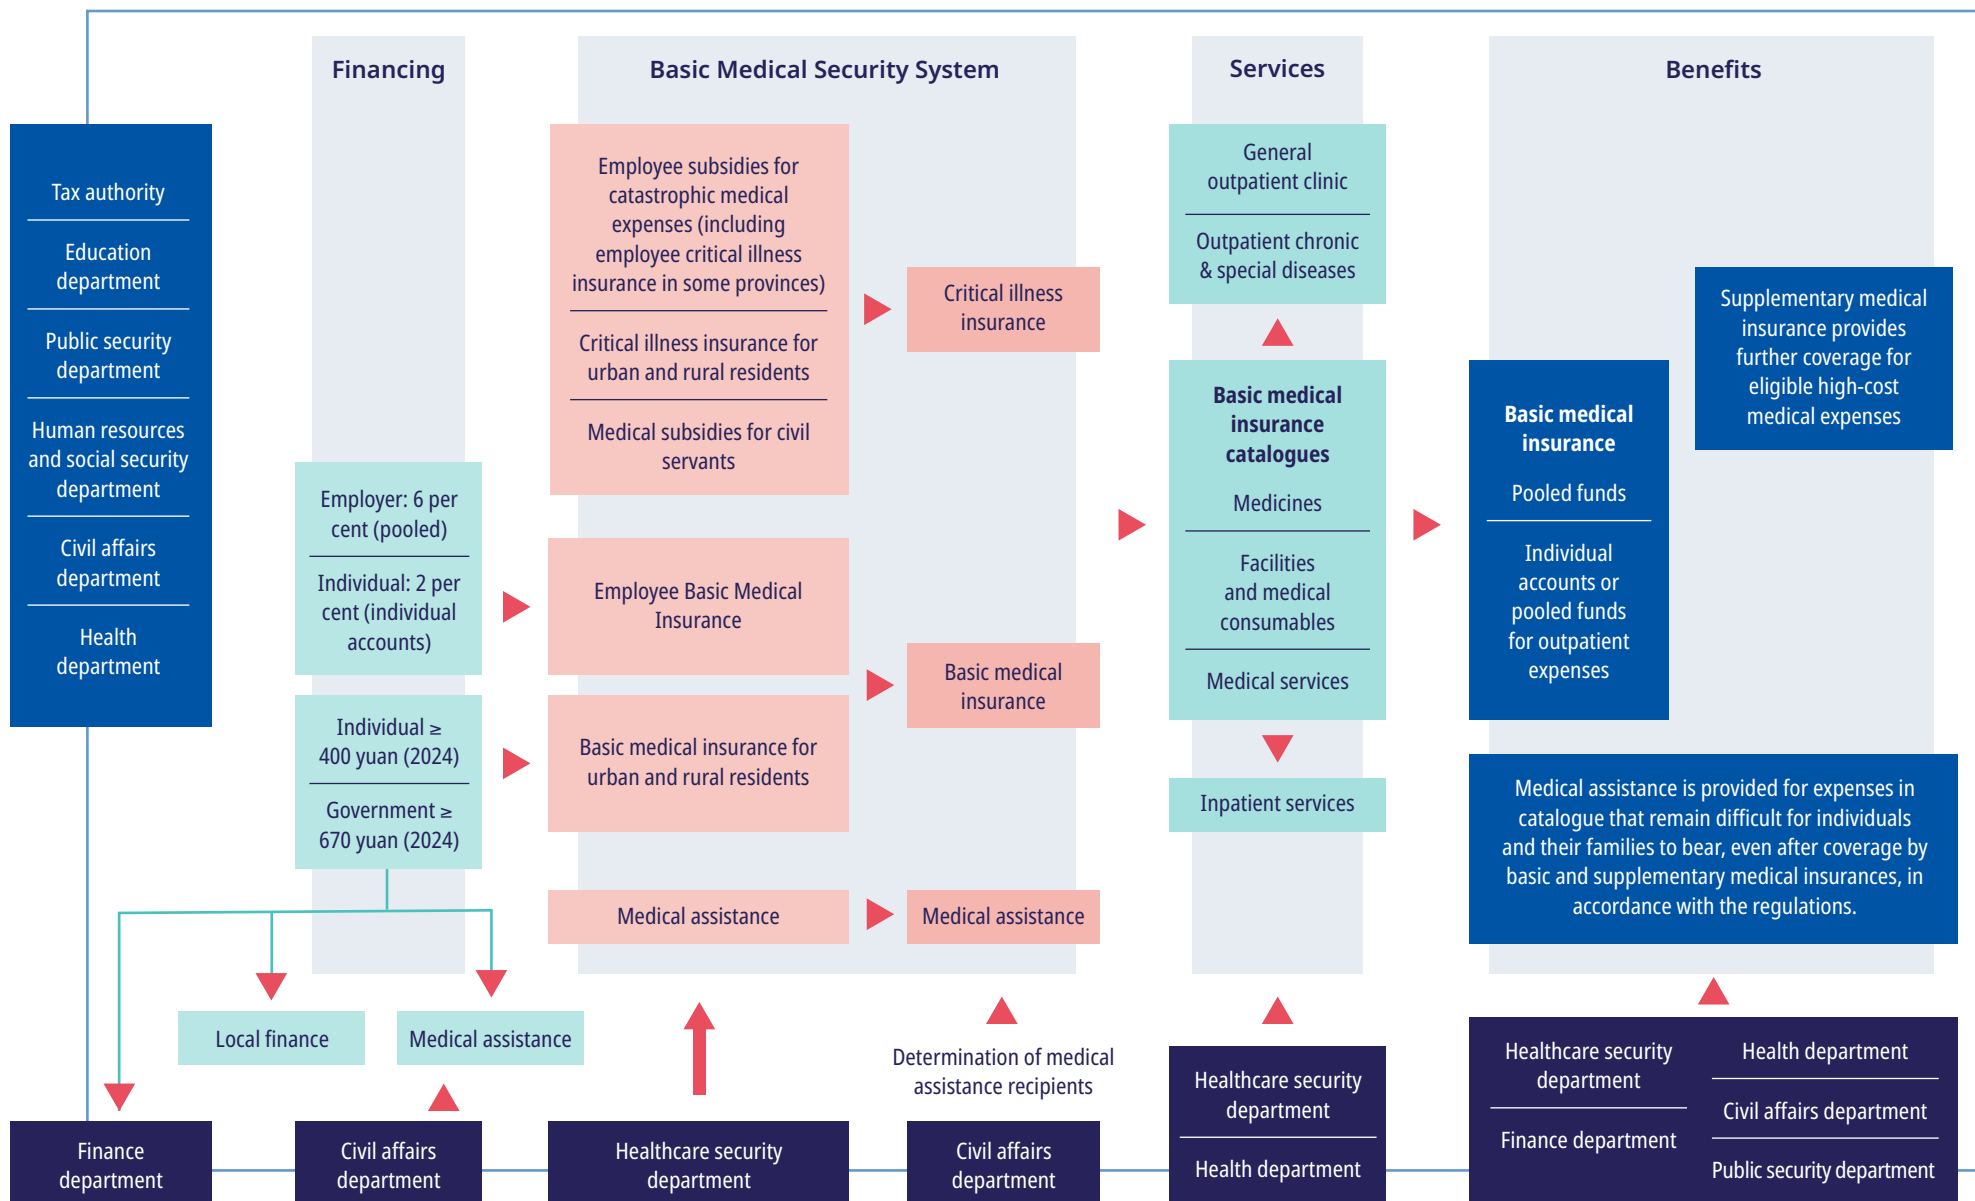 Financing
Basic Medical Security System
Services
Benefits
Tax authority
Education
department
Public security
department
Human resources
and social security
department
Civil affairs
department
Health
department
Employer: 6 per
cent (pooled)
Individual: 2 per
cent (individual
accounts)
Individual ≥
400 yuan (2024)
Government ≥
670 yuan (2024)
Local finance
Medical assistance
Employee subsidies for
catastrophic medical
expenses (including
employee critical illness
insurance in some provinces)
Critical illness insurance for
urban and rural residents
Medical subsidies for civil
servants
Employee Basic Medical
Insurance
Basic medical insurance for
urban and rural residents
Medical assistance
Critical illness
insurance
Basic medical
insurance
Medical assistance
Determination of medical
assistance recipients
General
outpatient clinic
Outpatient chronic
& special diseases
Basic medical
insurance
catalogues
Medicines
Facilities
and medical
consumables
Medical services
Inpatient services
Supplementary medical
insurance provides
further coverage for
eligible high-cost
medical expenses
Basic medical
insurance
Pooled funds
Individual
accounts or
pooled funds
for outpatient
expenses
Medical assistance is provided for expenses in
catalogue that remain difficult for individuals
and their families to bear, even after coverage by
basic and supplementary medical insurances, in
accordance with the regulations.
Finance
department
Civil affairs
department
Healthcare security
department
Civil affairs
department
Healthcare security
department
Health department
Healthcare security
department
Finance department
Health department
Civil affairs department
Public security department